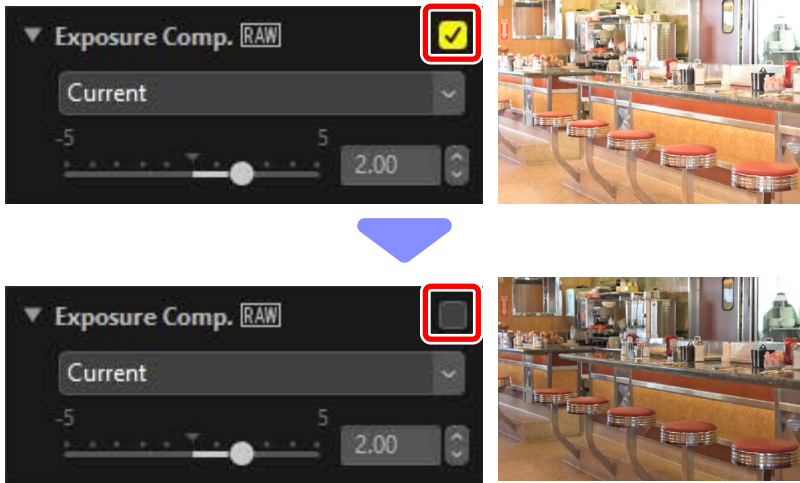 Exposure Comp. RAW
Current
-5 5
2.00
Exposure Comp. RAW
Current
-5 5
2.00